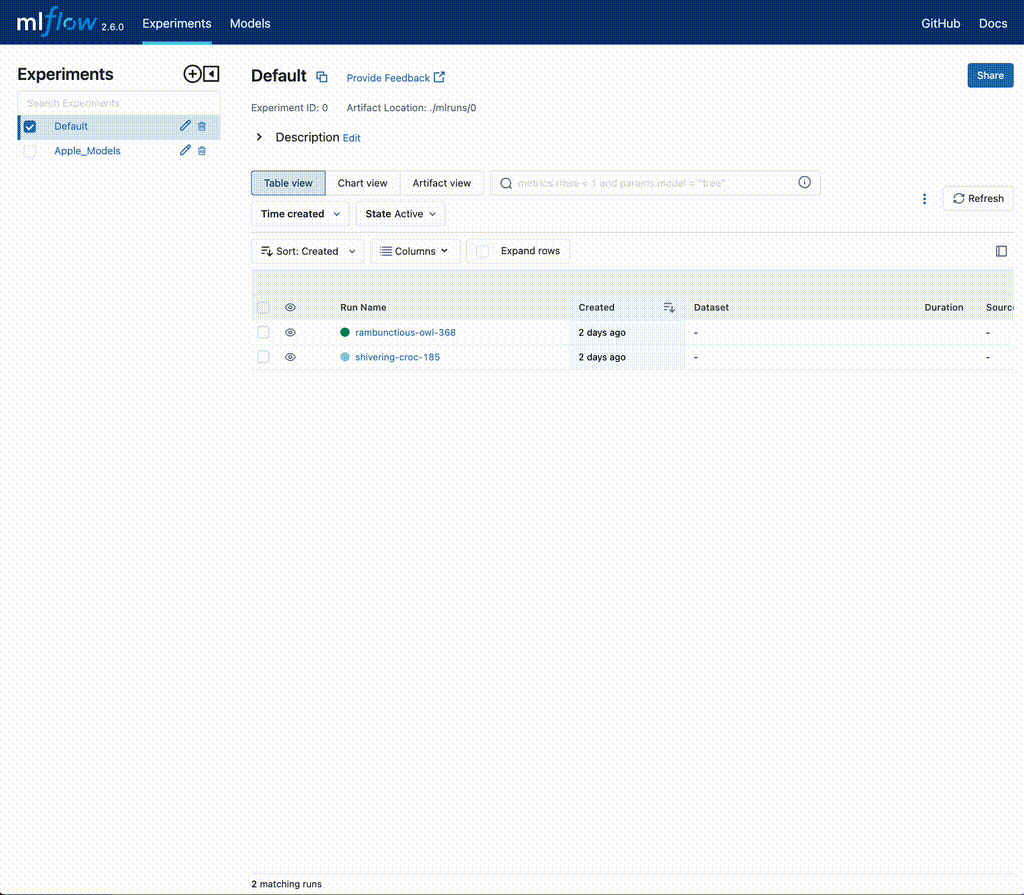 mlflow 2.6.0 Experiments Models GitHub Docs
Experiments
Search Experiments
Default
Apple_Models
Default Provide Feedback Share
Experiment ID: 0 Artifact Location: ./mlruns/0
Description Edit
Table view Chart view Artifact view metrics.rmse < 1 and params.model = "tree"
Refresh
Time created State Active
Sort: Created Columns Expand rows
Run Name Created Dataset Duration Source
rambunctious-owl-368 2 days ago - -
shivering-croc-185 2 days ago - -
2 matching runs